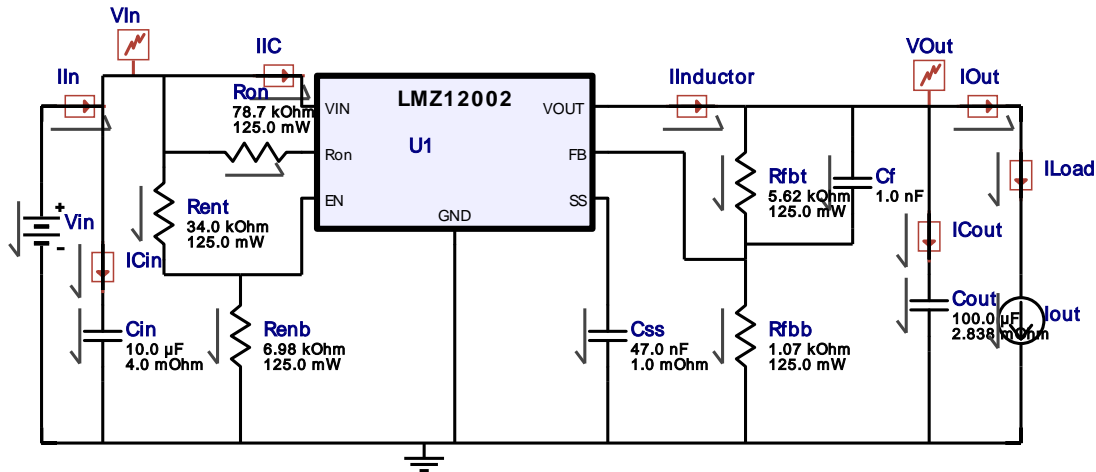 VIn
IIn
IIC
Ron
78.7 kOhm
125.0 mW
LMZ12002
U1
VIN
Ron
EN
GND
VOUT
FB
SS
IInductor
VOut
IOut
ILoad
Rfbt
5.62 kOhm
125.0 mW
Cf
1.0 nF
Vin
+
-
Rent
34.0 kOhm
125.0 mW
ICin
ICout
Cin
10.0 µF
4.0 mOhm
Renb
6.98 kOhm
125.0 mW
Css
47.0 nF
1.0 mOhm
Rfbb
1.07 kOhm
125.0 mW
Cout
100.0 µF
2.838 mOhm
Iout